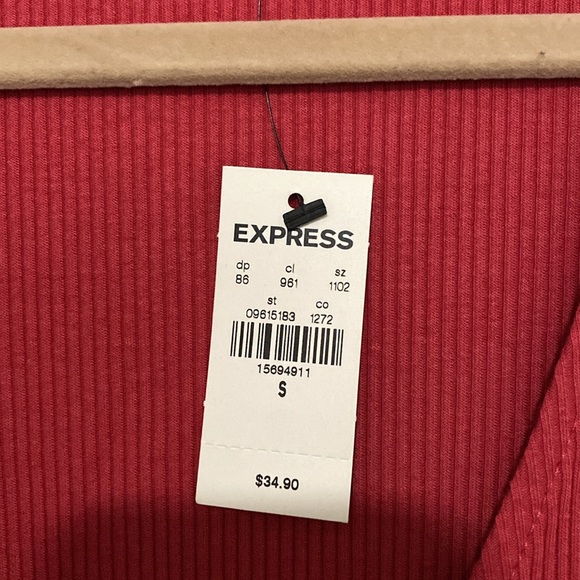 EXPRESS
dp cl sz
86 961 1102
st co
09615183 1272
15694911
S
$34.90